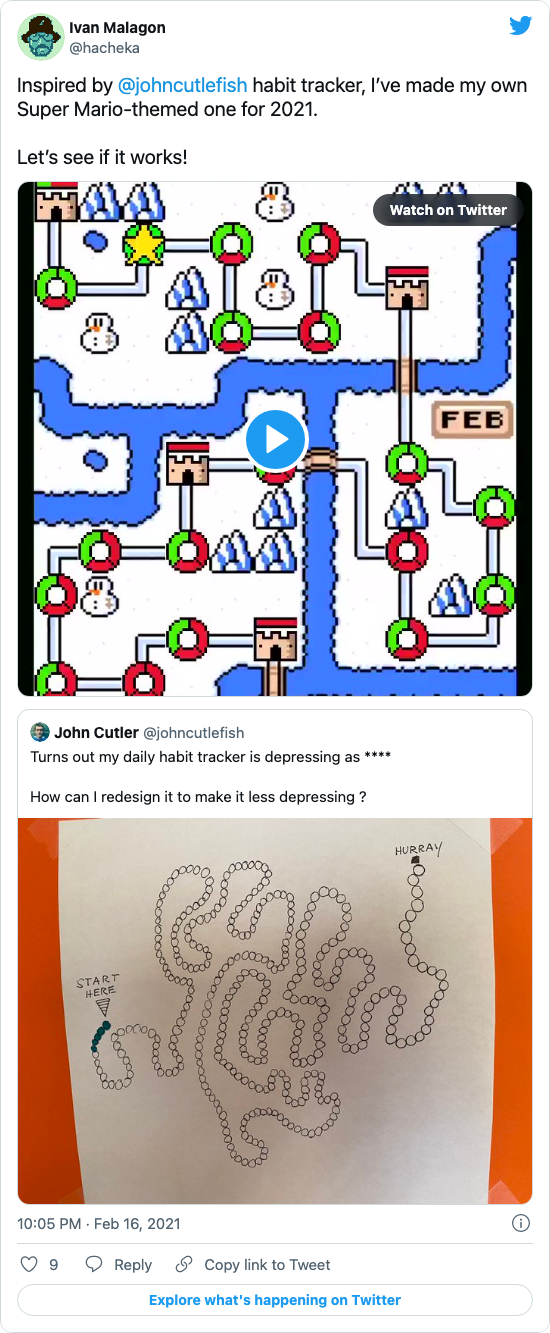 Ivan Malagon
@hacheka
Inspired by @johncutlefish habit tracker, I’ve made my own
Super Mario-themed one for 2021.
Let’s see if it works!
Watch on Twitter
FEB
John Cutler @johncutlefish
Turns out my daily habit tracker is depressing as ****
How can I redesign it to make it less depressing ?
HURRAY
START
HERE
10:05 PM · Feb 16, 2021
9 Reply Copy link to Tweet
Explore what's happening on Twitter